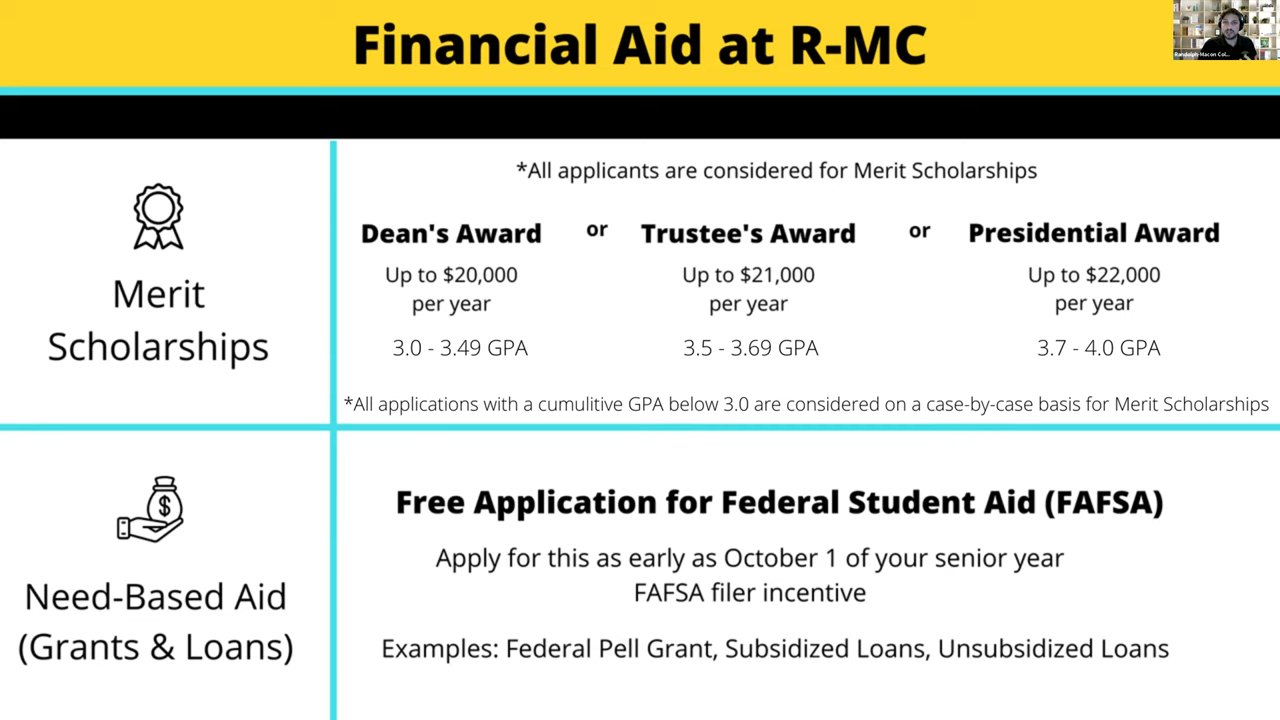 Financial Aid at R-MC
Randolph-Macon Col...
*All applicants are considered for Merit Scholarships
Merit
Scholarships
Dean's Award or Trustee's Award or Presidential Award
Up to $20,000 Up to $21,000 Up to $22,000
per year per year per year
3.0 - 3.49 GPA 3.5 - 3.69 GPA 3.7 - 4.0 GPA
*All applications with a cumulitive GPA below 3.0 are considered on a case-by-case basis for Merit Scholarships
$
Need-Based Aid
(Grants & Loans)
Free Application for Federal Student Aid (FAFSA)
Apply for this as early as October 1 of your senior year
FAFSA filer incentive
Examples: Federal Pell Grant, Subsidized Loans, Unsubsidized Loans